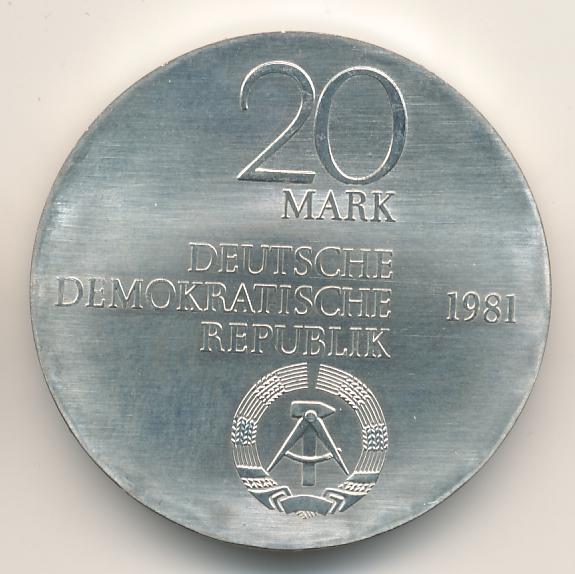 20
MARK
DEUTSCHE
DEMOKRATISCHE
REPUBLIK
1981